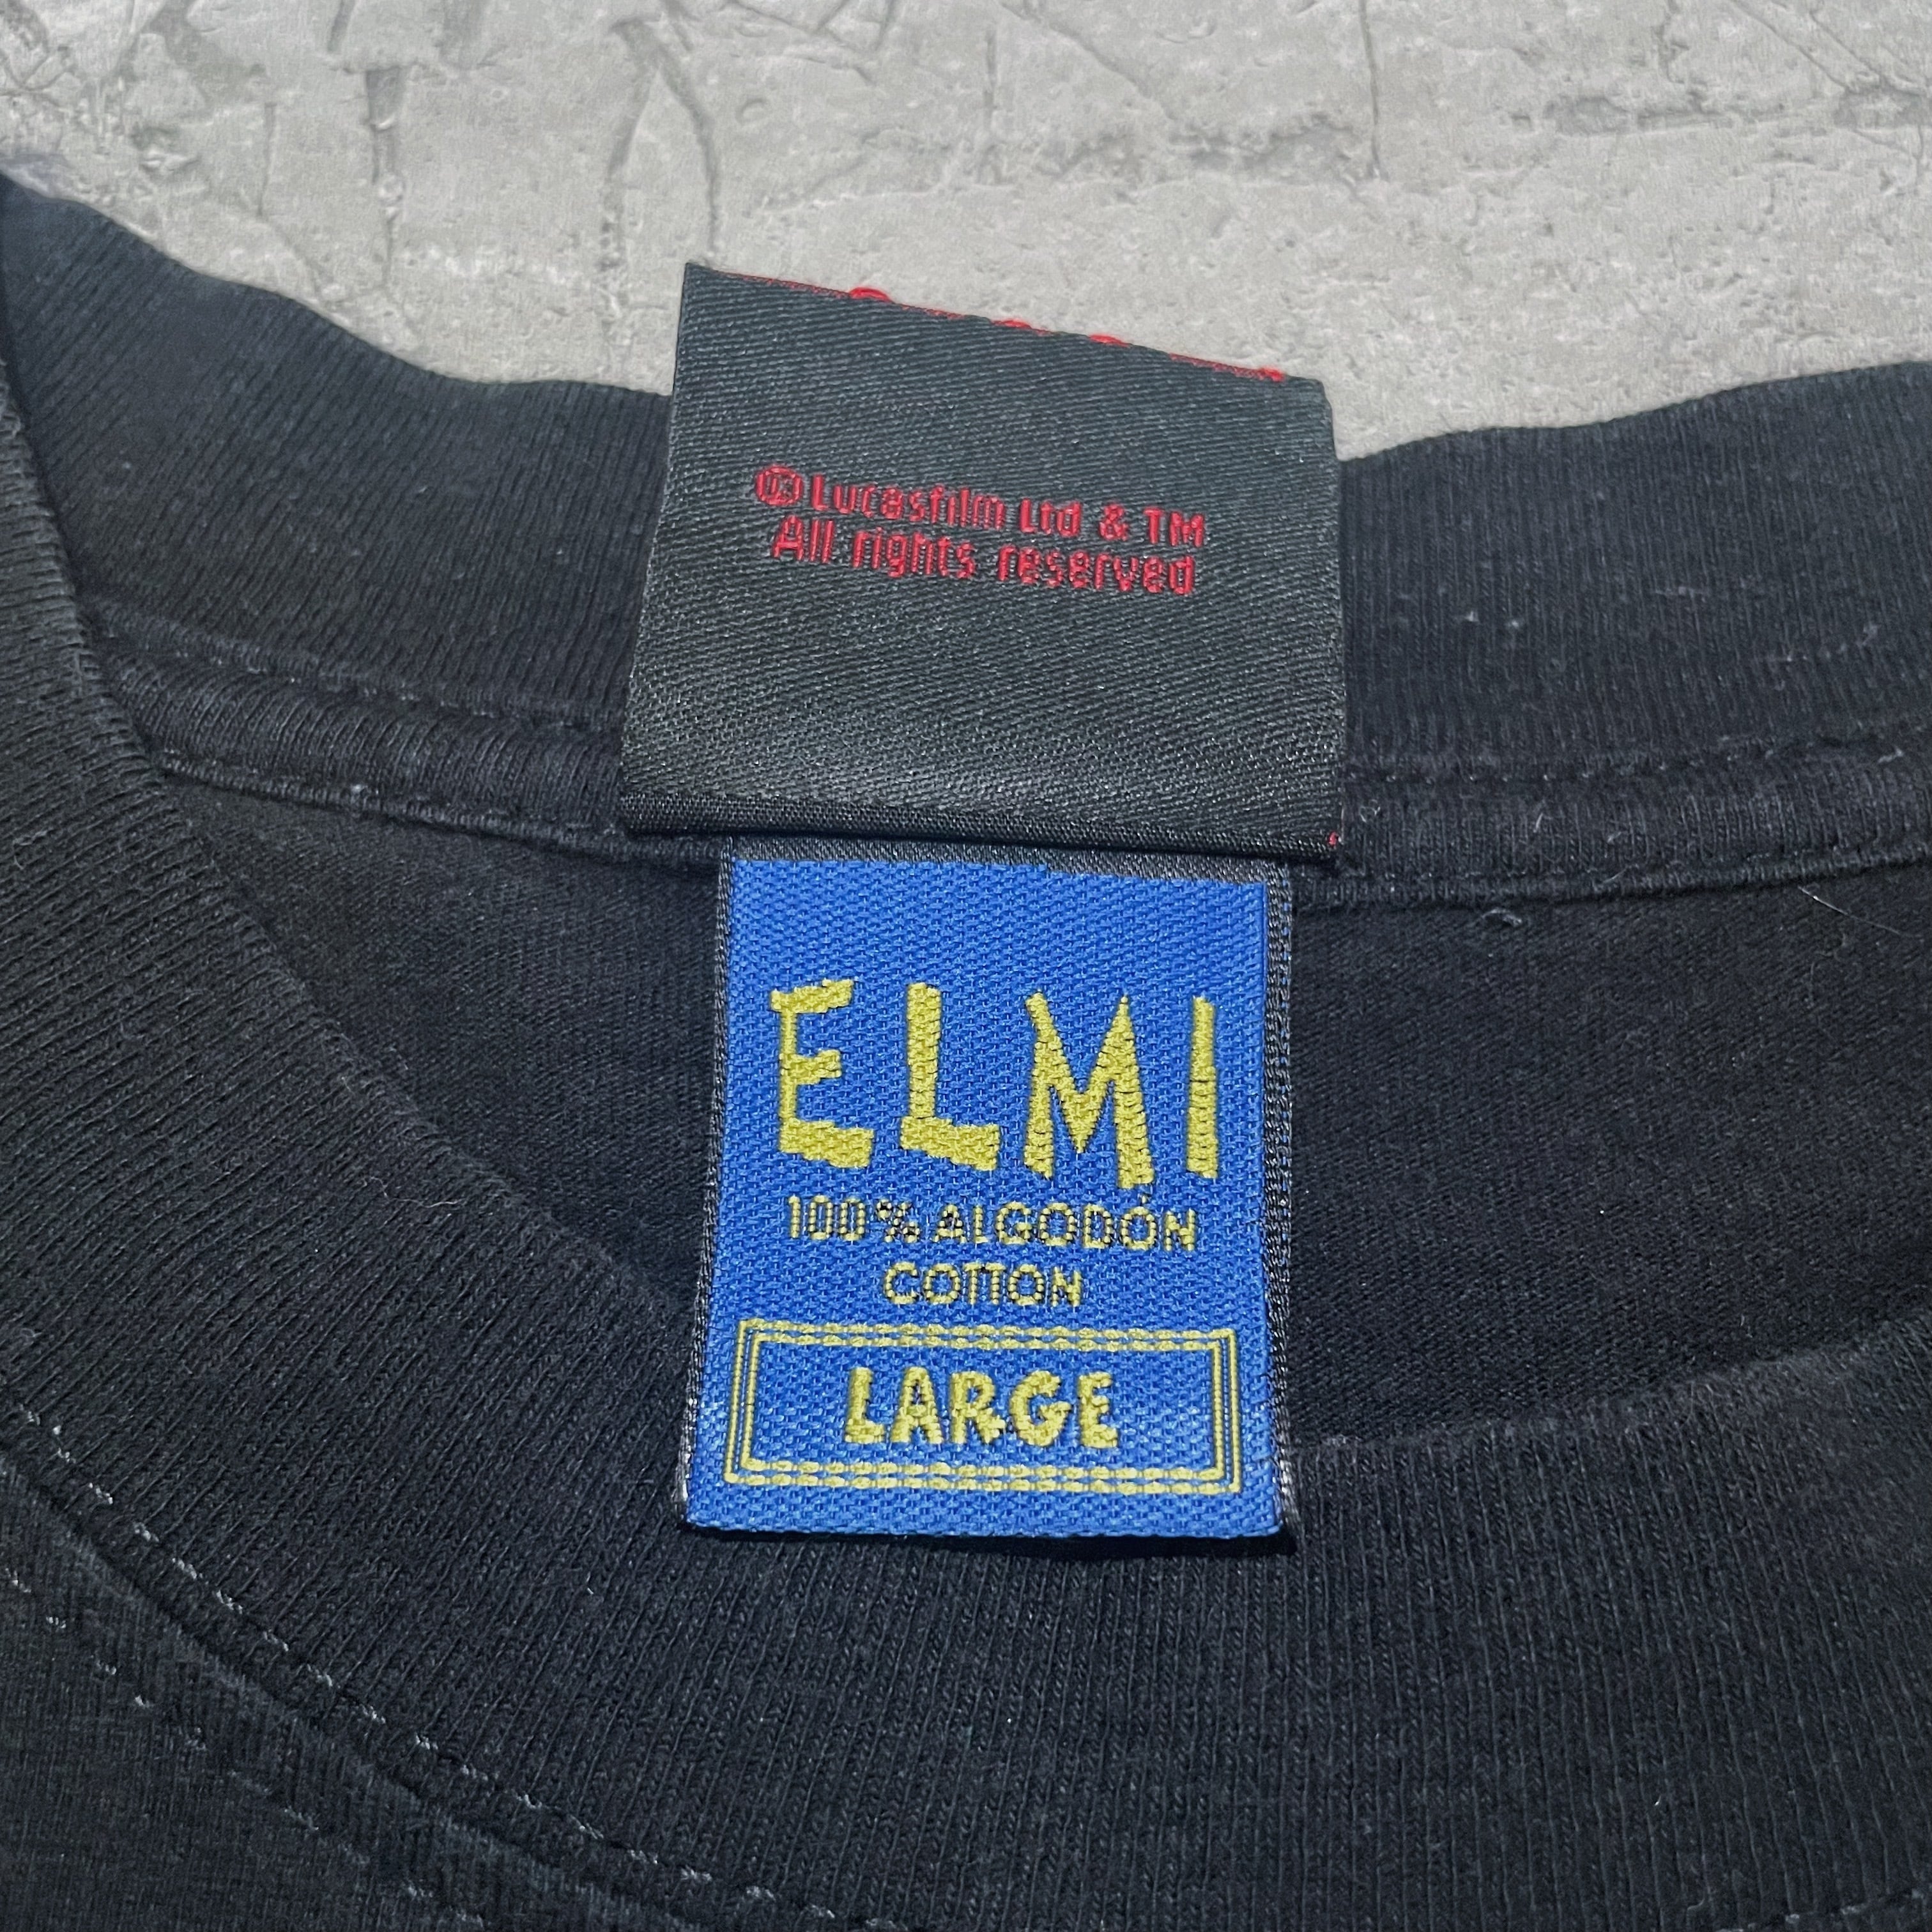 ©Lucasfilm Ltd & TM
All rights reserved
ELMI
100% ALGODÓN
COTTON
LARGE